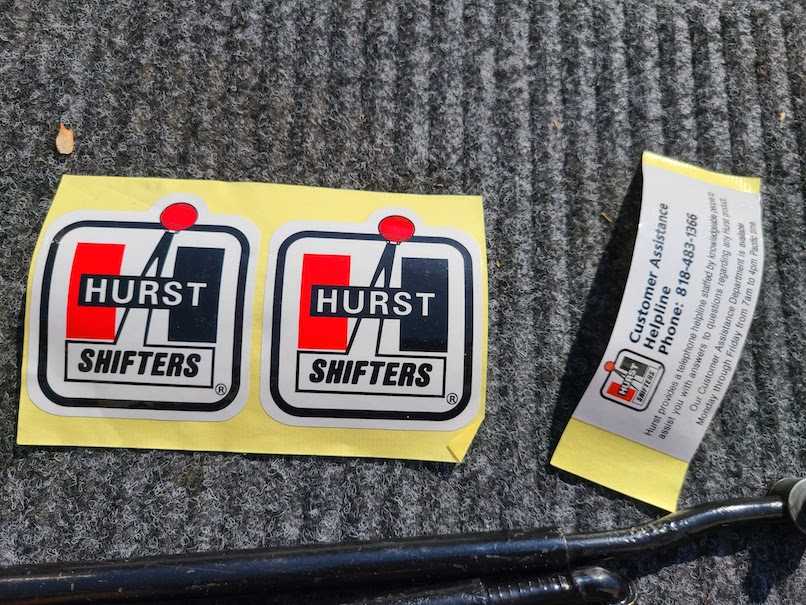 HURST
SHIFTERS
®
HURST
SHIFTERS
®
Customer Assistance
Helpline
Phone: 818-483-1366
Hurst provides a telephone helpline staffed by knowledgeable people to
assist you with answers to questions regarding any Hurst product.
Our Customer Assistance Department is available
Monday through Friday from 7am to 4pm Pacific time.
HURST
SHIFTERS